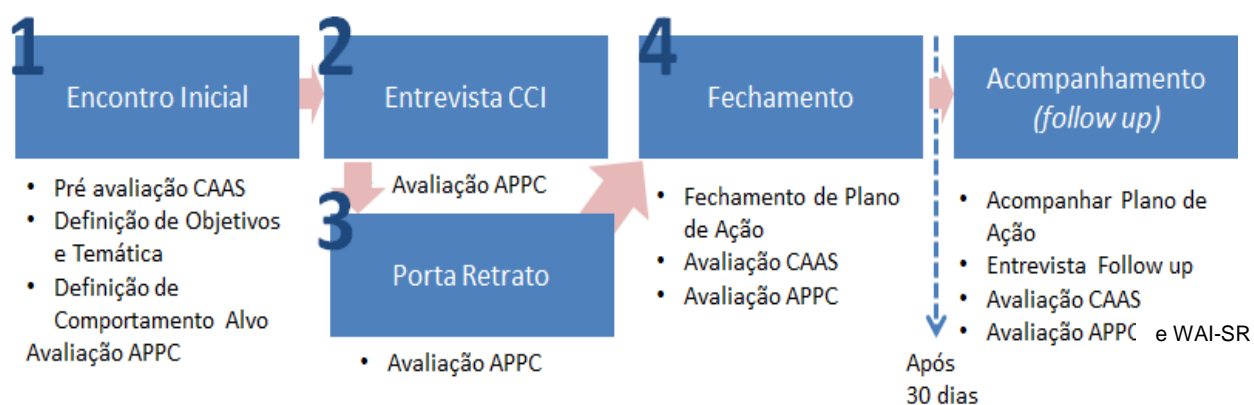 1
Encontro Inicial
• Pré avaliação CAAS
• Definição de Objetivos
e Temática
• Definição de
Comportamento Alvo
Avaliação APPC
2
Entrevista CCI
Avaliação APPC
3
Porta Retrato
• Avaliação APPC
4
Fechamento
• Fechamento de Plano
de Ação
• Avaliação CAAS
• Avaliação APPC
Acompanhamento
(follow up)
• Acompanhar Plano de
Ação
• Entrevista Follow up
• Avaliação CAAS
• Avaliação APPC e WAI-SR
Após
30 dias